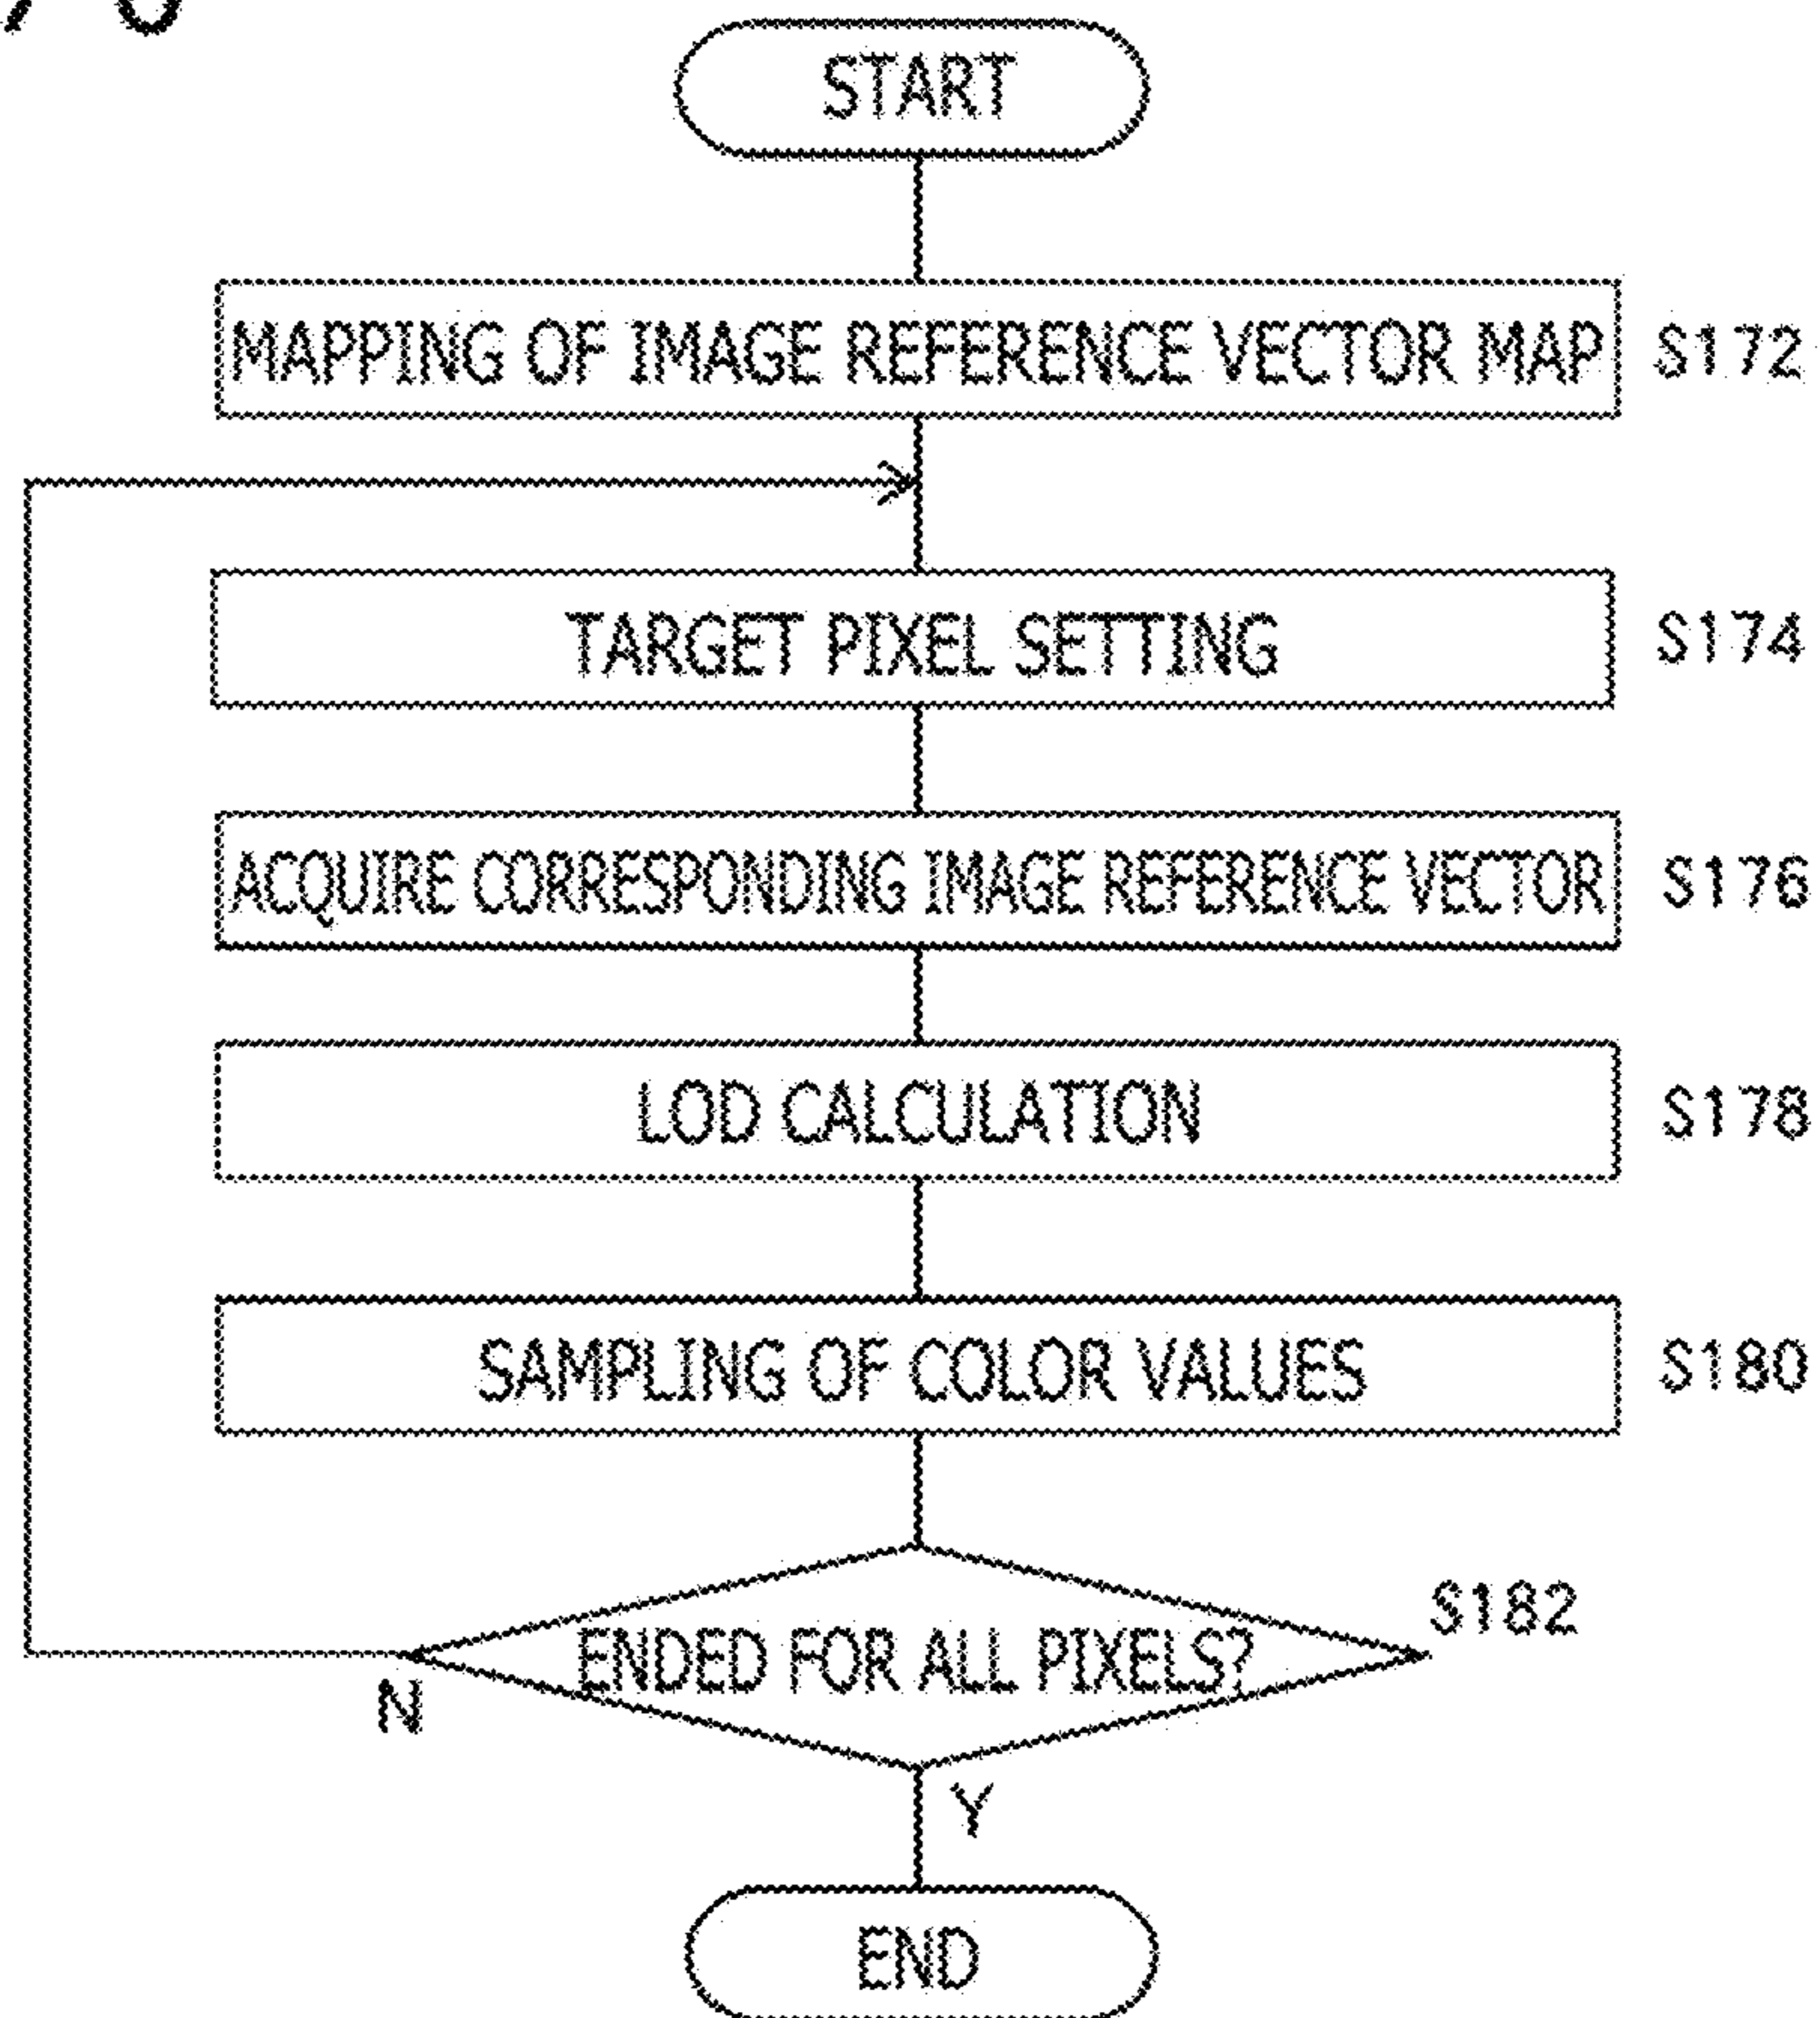 START
MAPPING OF IMAGE REFERENCE VECTOR MAP S172
TARGET PIXEL SETTING S174
ACQUIRE CORRESPONDING IMAGE REFERENCE VECTOR S176
LOD CALCULATION S178
SAMPLING OF COLOR VALUES S180
ENDED FOR ALL PIXELS? S182
N
Y
END